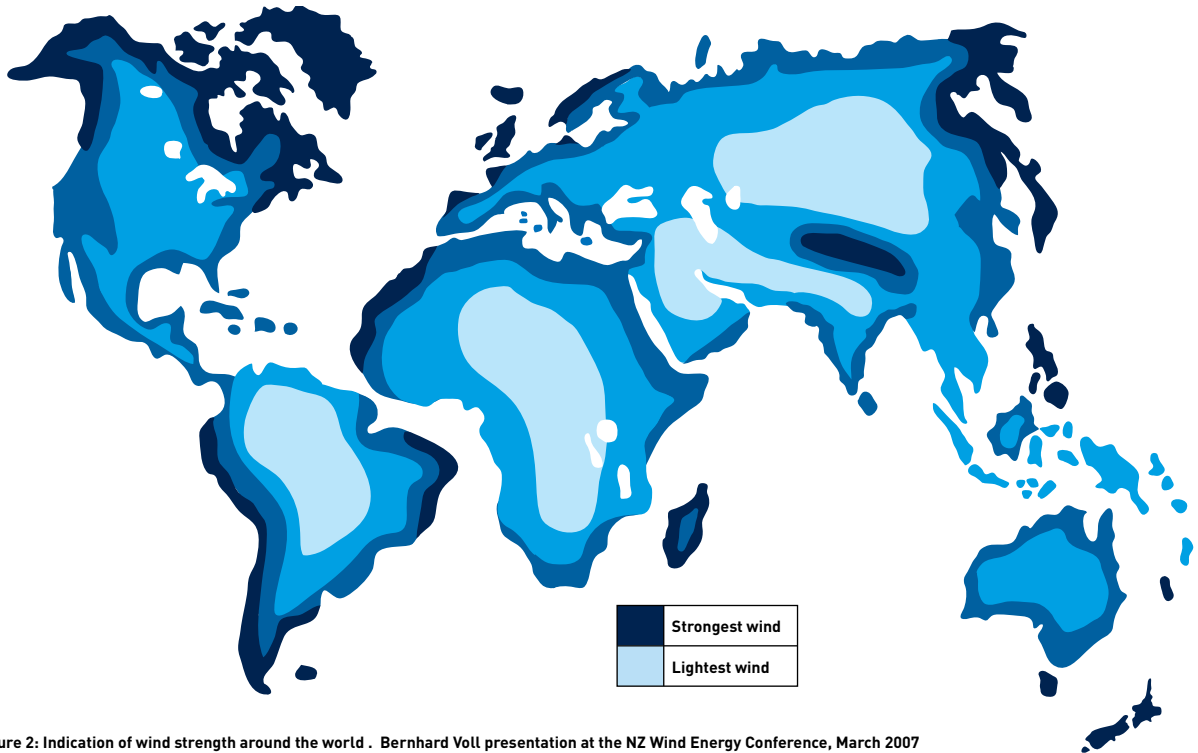 Strongest wind
Lightest wind
ure 2: Indication of wind strength around the world . Bernhard Voll presentation at the NZ Wind Energy Conference, March 2007